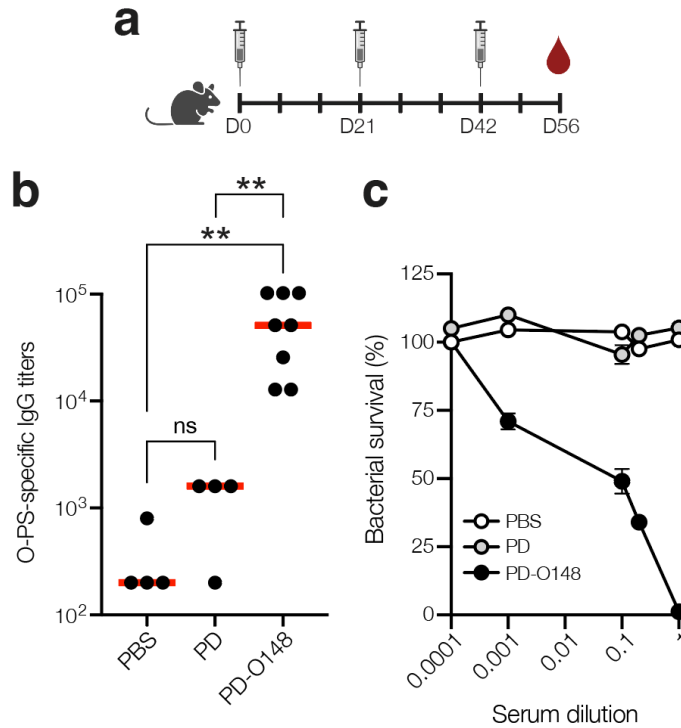 a
D0 D21 D42 D56
b
**
**
ns
O-PS-specific IgG titers
10⁵
10⁴
10³
10²
PBS PD PD-O148
c
Bacterial survival (%)
125
100
75
50
25
0
PBS
PD
PD-O148
0.0001 0.001 0.01 0.1 1
Serum dilution